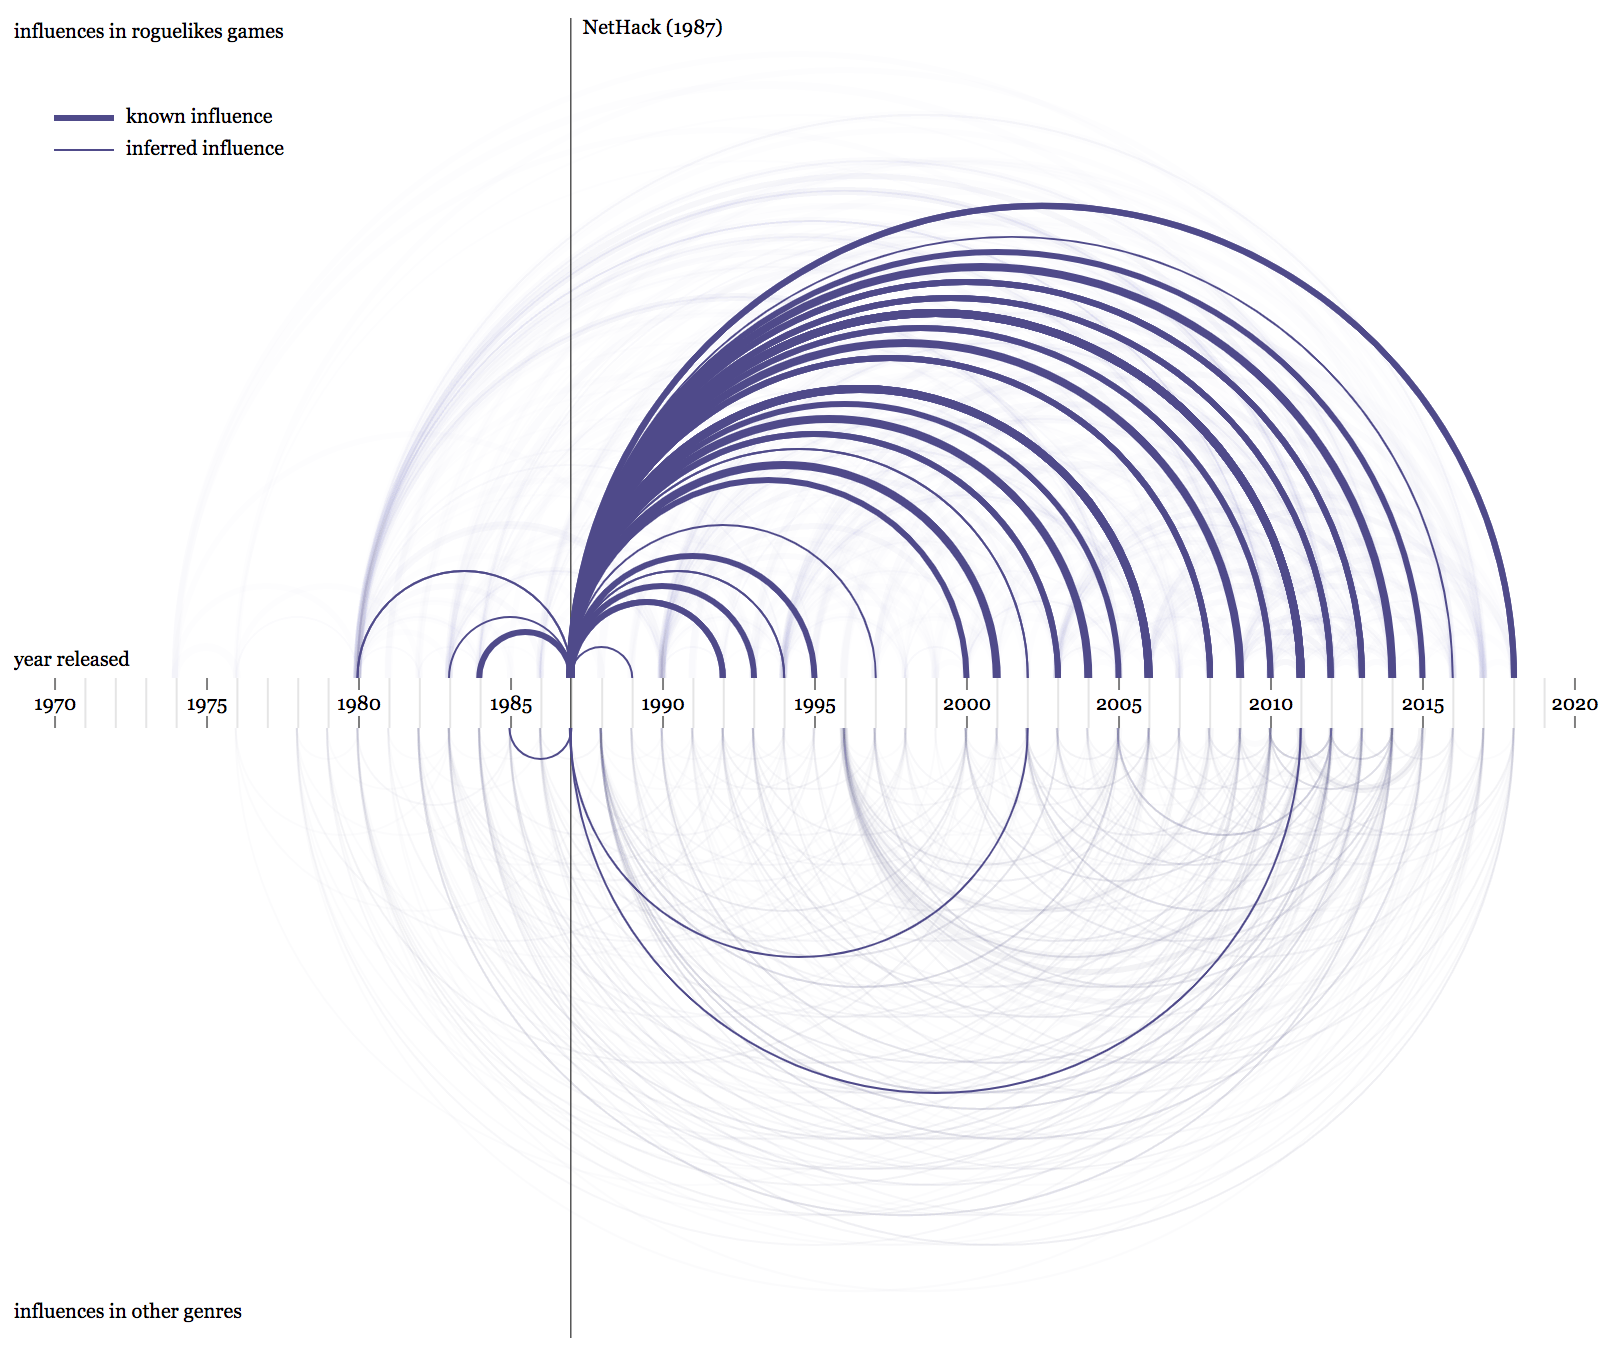 influences in roguelikes games
NetHack (1987)
known influence
inferred influence
year released
1970 1975 1980 1985 1990 1995 2000 2005 2010 2015 2020
influences in other genres